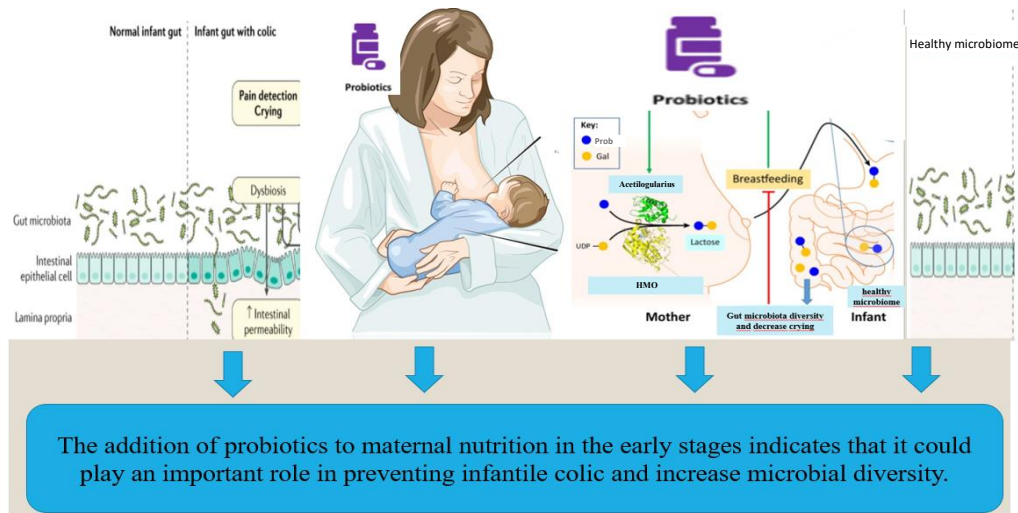 Normal infant gut
Infant gut with colic
Pain detection
Crying
Dysbiosis
Gut microbiota
Intestinal
epithelial cell
Lamina propria
↑ Intestinal
permeability
Probiotics
Probiotics
Key:
Prob
Gal
Acetilogularius
UDP
Lactose
HMO
Mother
Breastfeeding
Gut microbiota diversity
and decrease crying
healthy
microbiome
Infant
Healthy microbiome
The addition of probiotics to maternal nutrition in the early stages indicates that it could
play an important role in preventing infantile colic and increase microbial diversity.